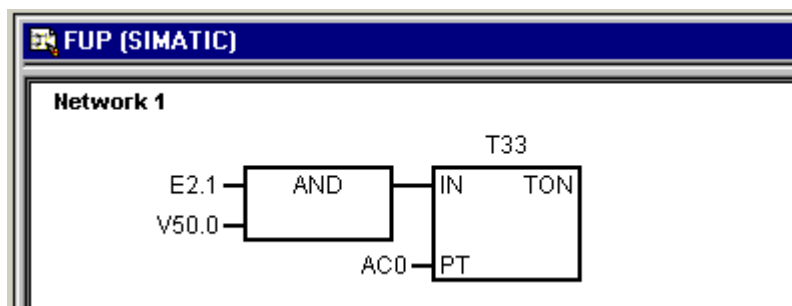 FUP (SIMATIC)
Network 1
T33
E2.1 AND IN TON
V50.0
AC0 PT